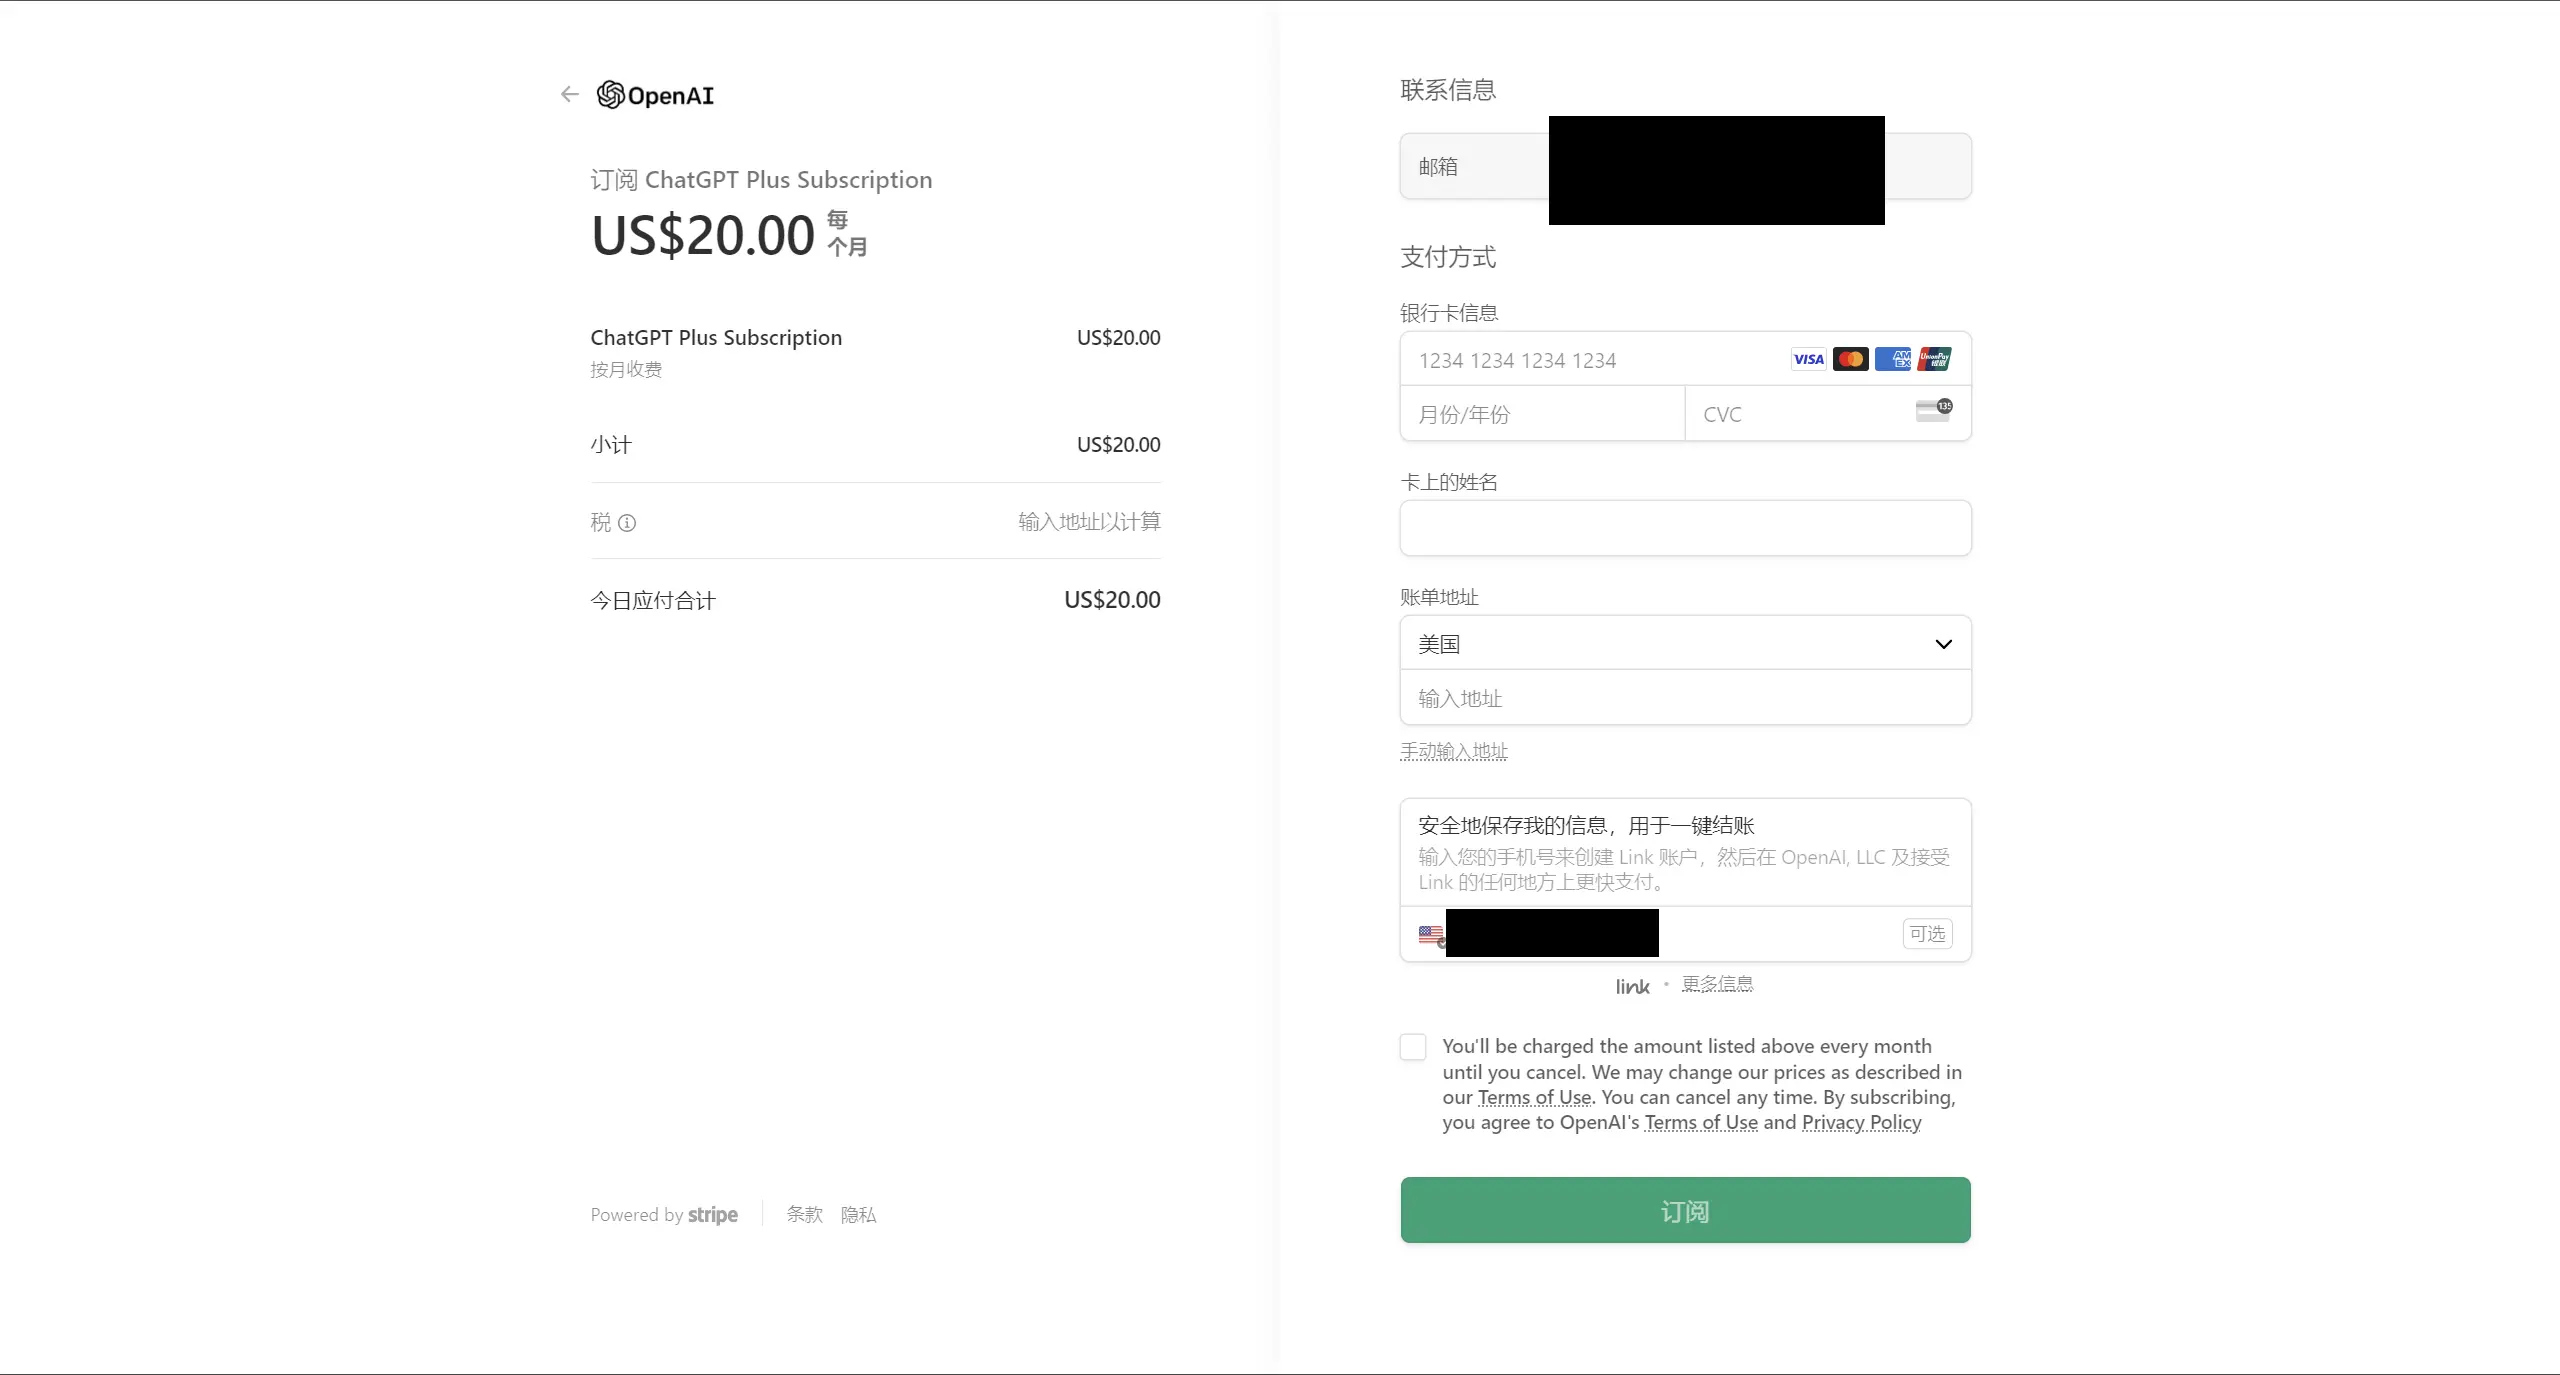 OpenAI
订阅 ChatGPT Plus Subscription
US$20.00 每
个月
ChatGPT Plus Subscription US$20.00
按月收费
小计 US$20.00
税 输入地址以计算
今日应付合计 US$20.00
Powered by stripe 条款 隐私
联系信息
邮箱
支付方式
银行卡信息
1234 1234 1234 1234 VISA AM EX UnionPay 银联
月份/年份 CVC 135
卡上的姓名
账单地址
美国
输入地址
手动输入地址
安全地保存我的信息，用于一键结账
输入您的手机号来创建 Link 账户，然后在 OpenAI, LLC 及接受
Link 的任何地方上更快支付。
可选
link • 更多信息
You'll be charged the amount listed above every month
until you cancel. We may change our prices as described in
our Terms of Use. You can cancel any time. By subscribing,
you agree to OpenAI's Terms of Use and Privacy Policy
订阅